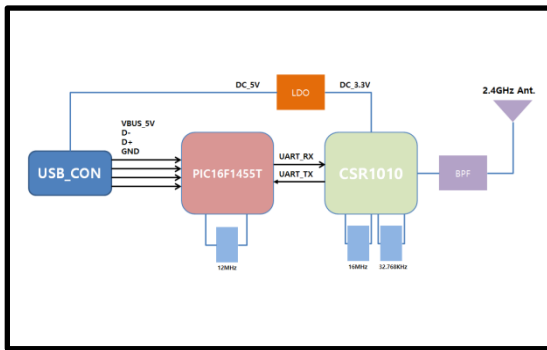 DC_5V
LDO
DC_3.3V
2.4GHz Ant.
VBUS_5V
D-
D+
GND
USB_CON
PIC16F1455T
UART_RX
UART_TX
CSR1010
BPF
12MHz
16MHz
32.768KHz